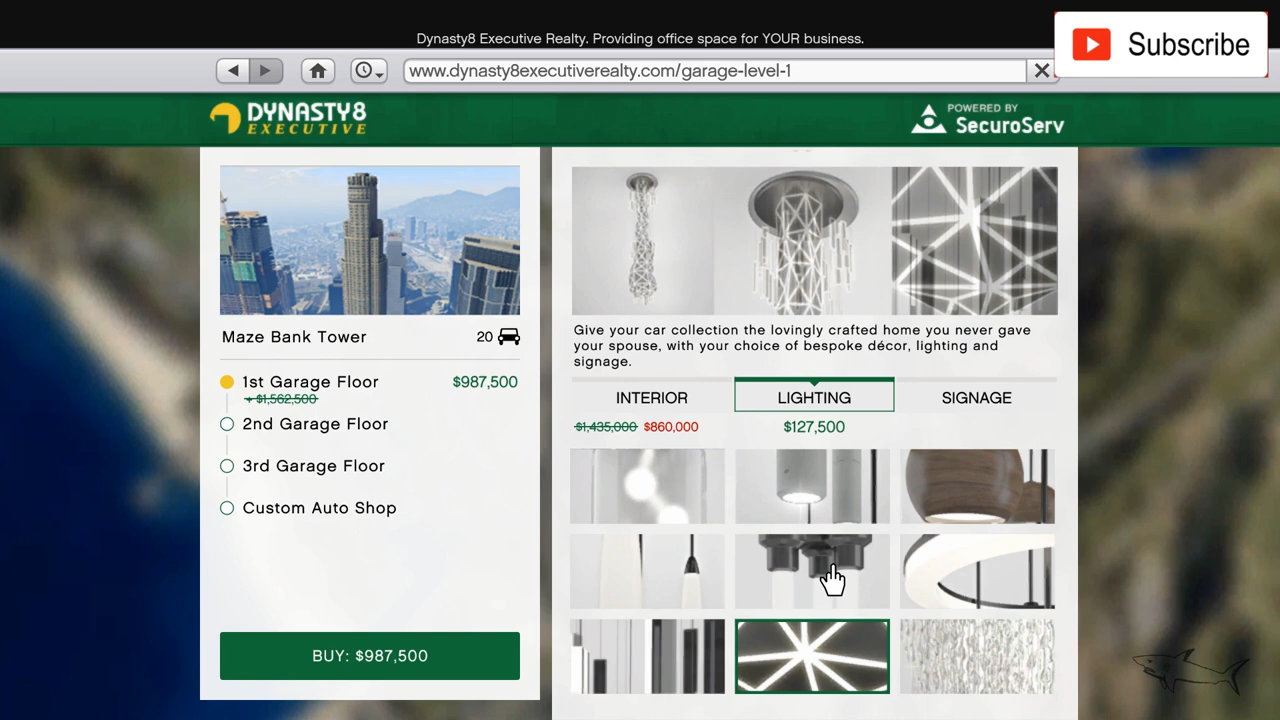 Dynasty8 Executive Realty. Providing office space for YOUR business.
Subscribe
www.dynasty8executiverealty.com/garage-level-1
DYNASTY8
EXECUTIVE
POWERED BY
SecuroServ
Maze Bank Tower 20
1st Garage Floor $987,500
+ $1,562,500
2nd Garage Floor
3rd Garage Floor
Custom Auto Shop
BUY: $987,500
Give your car collection the lovingly crafted home you never gave
your spouse, with your choice of bespoke décor, lighting and
signage.
INTERIOR LIGHTING SIGNAGE
$1,435,000 $860,000 $127,500